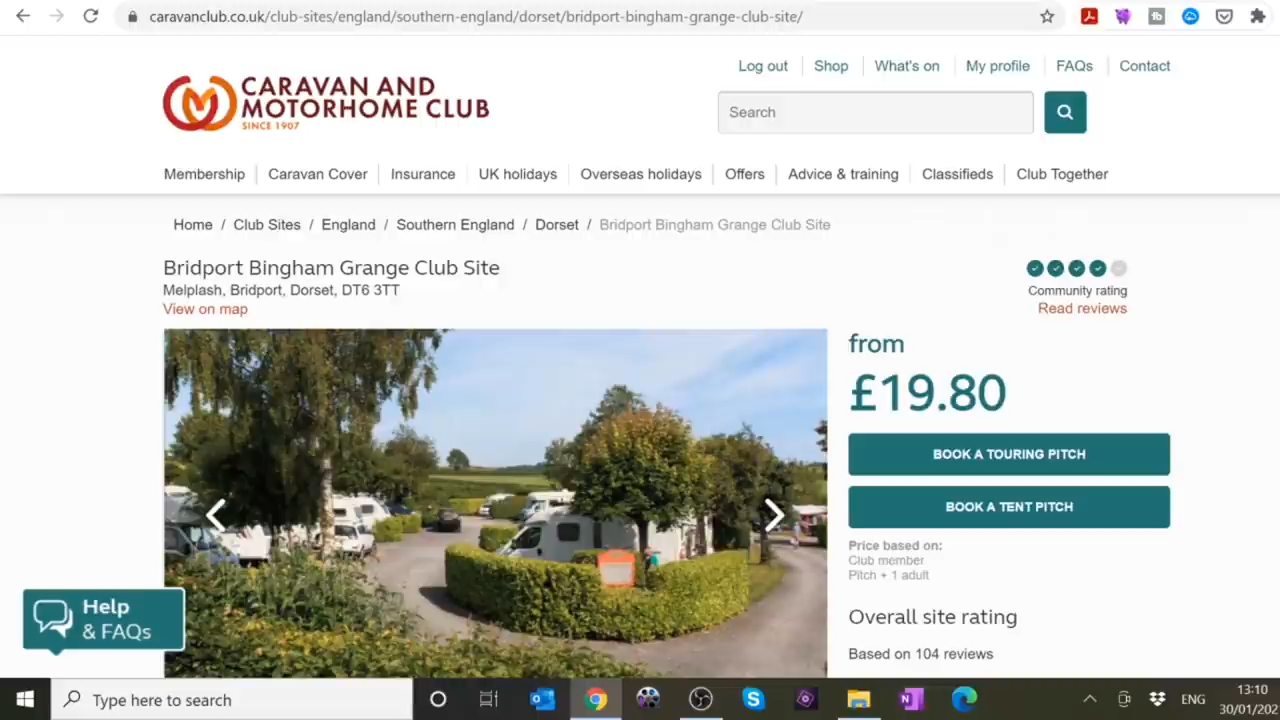 caravanclub.co.uk/club-sites/england/southern-england/dorset/bridport-bingham-grange-club-site/
Log out Shop What's on My profile FAQs Contact
CARAVAN AND
MOTORHOME CLUB
SINCE 1907
Search
Membership Caravan Cover Insurance UK holidays Overseas holidays Offers Advice & training Classifieds Club Together
Home / Club Sites / England / Southern England / Dorset / Bridport Bingham Grange Club Site
Bridport Bingham Grange Club Site
Melplash, Bridport, Dorset, DT6 3TT
View on map
Community rating
Read reviews
from
£19.80
BOOK A TOURING PITCH
BOOK A TENT PITCH
Price based on:
Club member
Pitch + 1 adult
Overall site rating
Based on 104 reviews
Help
& FAQs
Type here to search
ENG
13:10
30/01/202